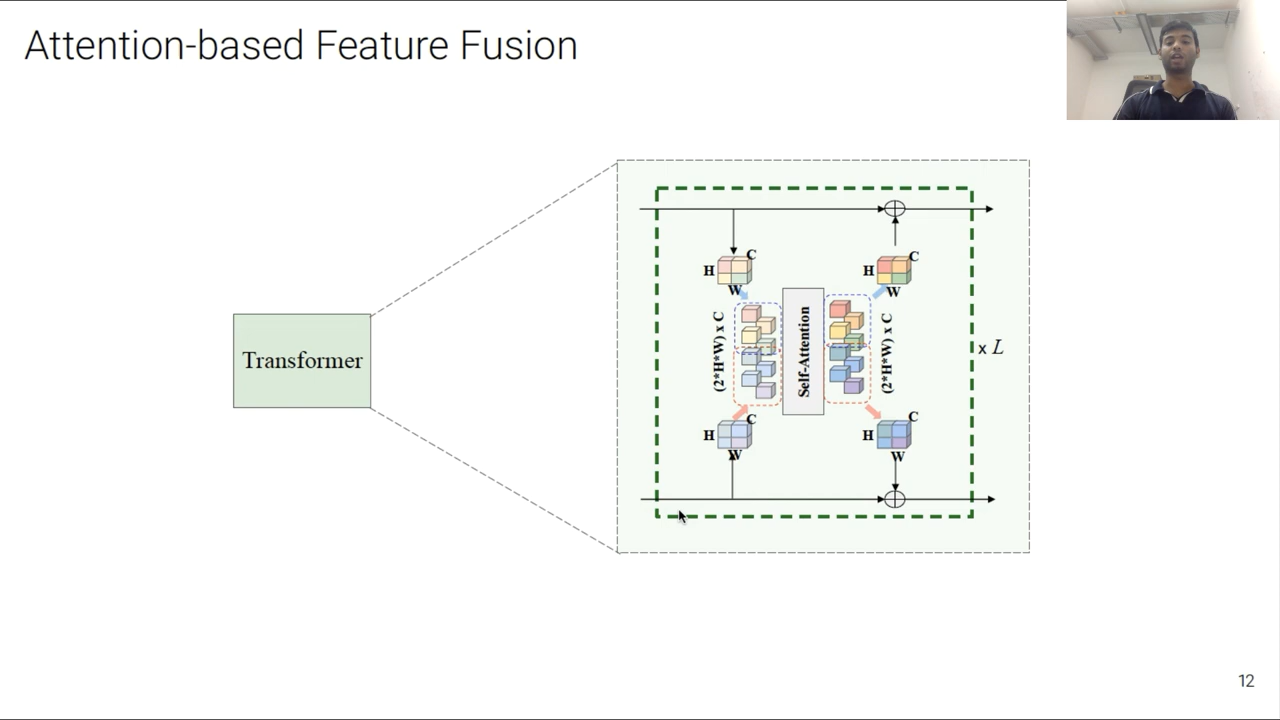 Attention-based Feature Fusion
Transformer
H
C
W
(2*H*W) x C
H
C
W
Self-Attention
H
C
W
(2*H*W) x C
H
C
W
x L
12